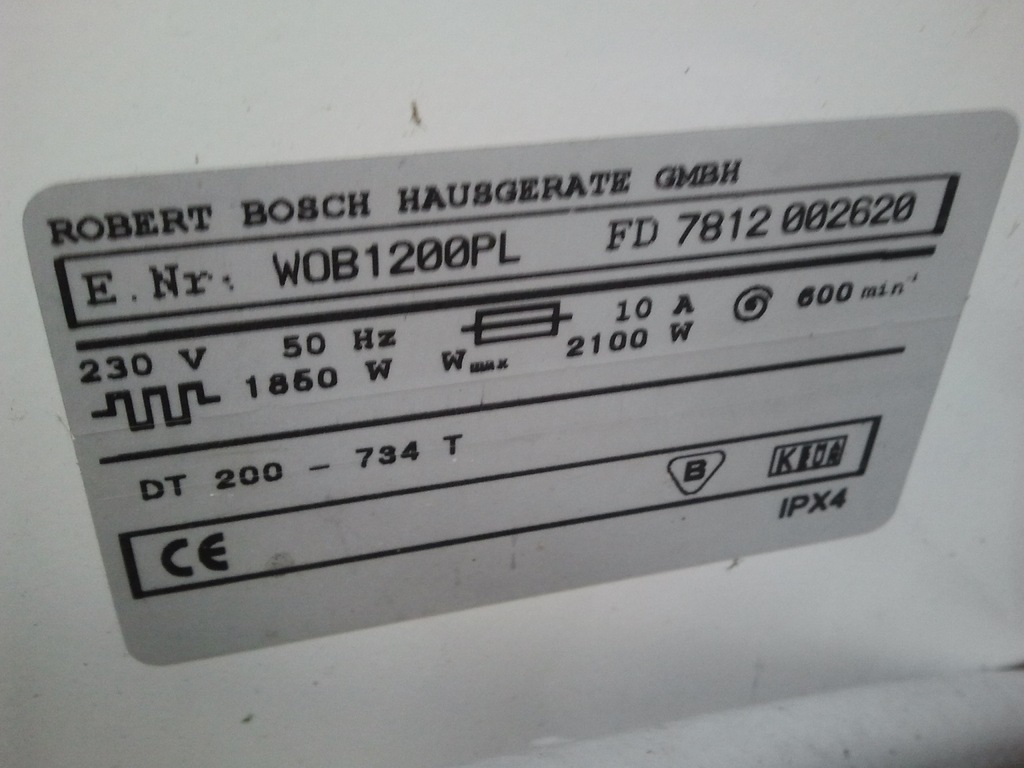 ROBERT BOSCH HAUSGERATE GMBH
E.Nr: WOB1200PL FD 7812 002620
230 V 50 Hz 10 A 600 min⁻¹
1850 W Wmax 2100 W
DT 200 - 734 T
CE B KEMA
IPX4